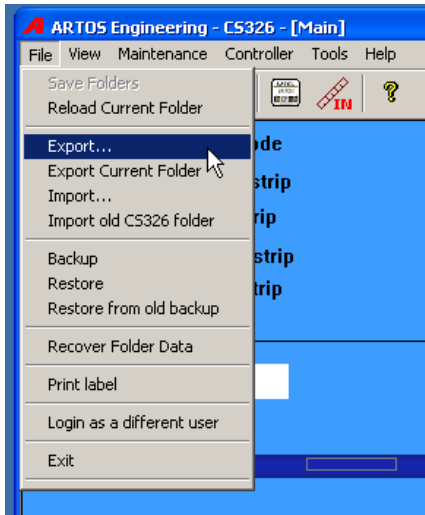 ARTOS Engineering - CS326 - [Main]
File View Maintenance Controller Tools Help
Save Folders
Reload Current Folder
IN ?
Export...
ode
Export Current Folder
strip
Import...
rip
Import old CS326 folder
Backup
strip
Restore
trip
Restore from old backup
Recover Folder Data
Print label
Login as a different user
Exit